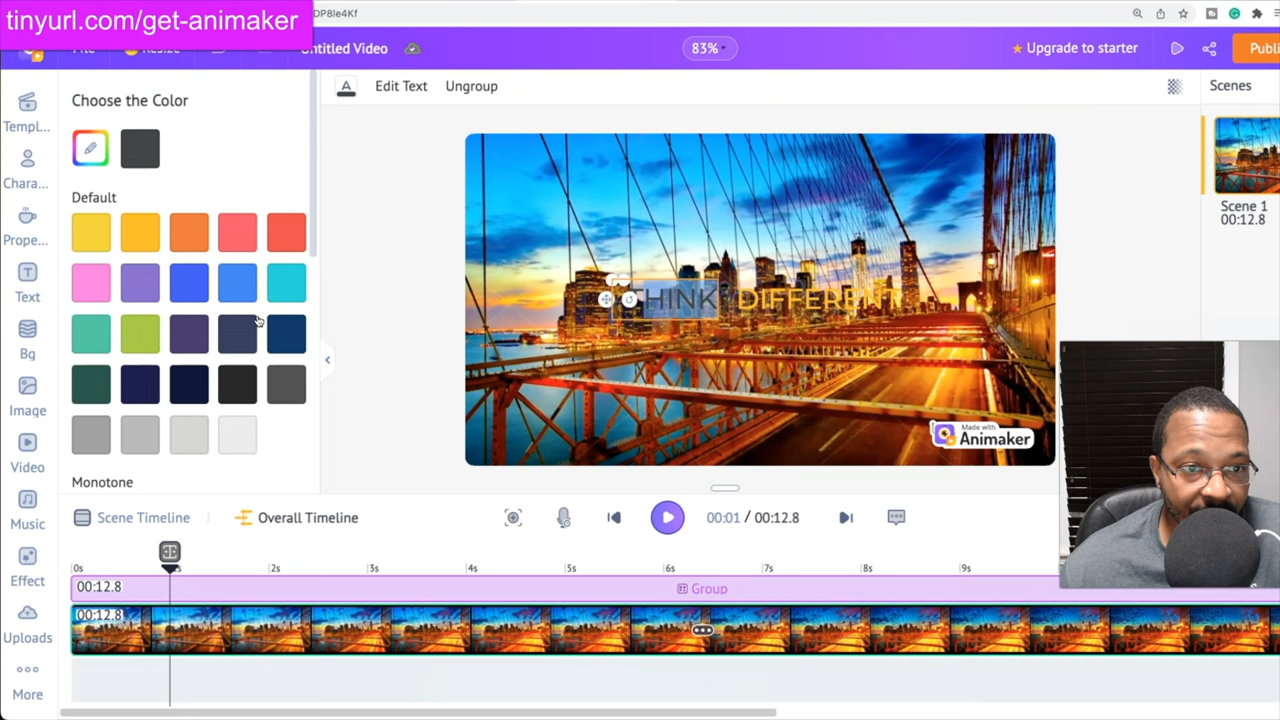 tinyurl.com/get-animaker
DP8le4Kf
Untitled Video
83%
Upgrade to starter
Choose the Color
Edit Text
Ungroup
Scenes
Templ...
Chara...
Prope...
Text
Bg
Image
Video
Music
Effect
Uploads
More
Default
Monotone
THINK DIFFERENT
Made with
Animaker
Scene 1
00:12.8
Scene Timeline
Overall Timeline
00:01 / 00:12.8
0s
2s
3s
4s
5s
6s
7s
8s
9s
00:12.8
Group
00:12.8